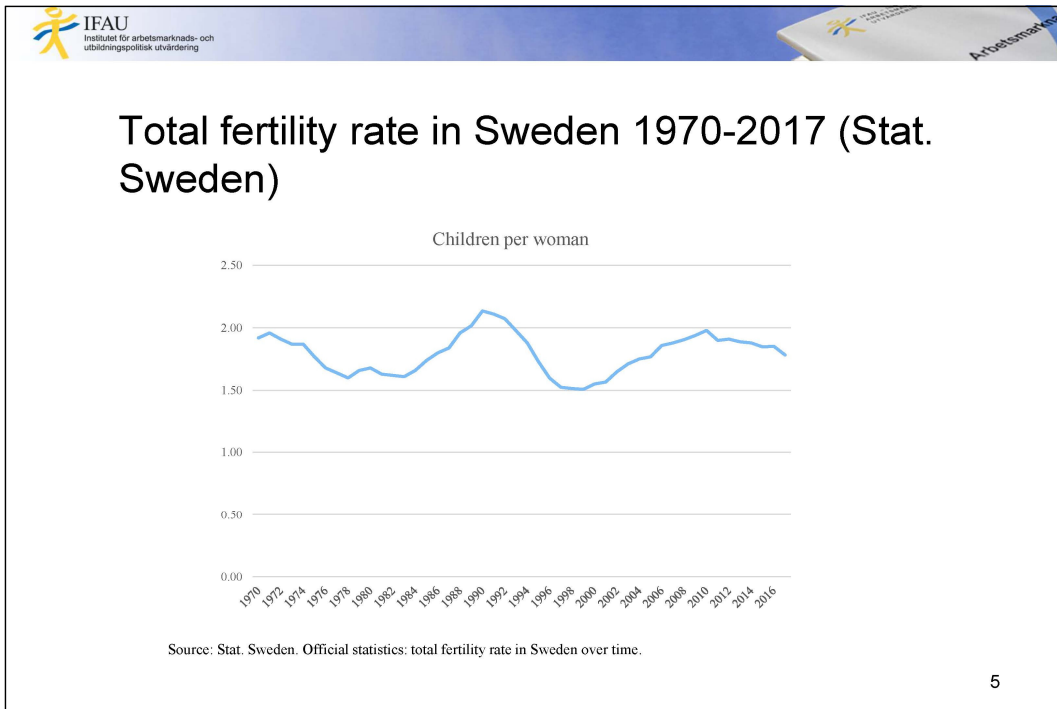 IFAU
Institutet för arbetsmarknads- och
utbildningspolitisk utvärdering
Total fertility rate in Sweden 1970-2017 (Stat.
Sweden)
Children per woman
2.50
2.00
1.50
1.00
0.50
0.00
1970 1972 1974 1976 1978 1980 1982 1984 1986 1988 1990 1992 1994 1996 1998 2000 2002 2004 2006 2008 2010 2012 2014 2016
Source: Stat. Sweden. Official statistics: total fertility rate in Sweden over time.
5